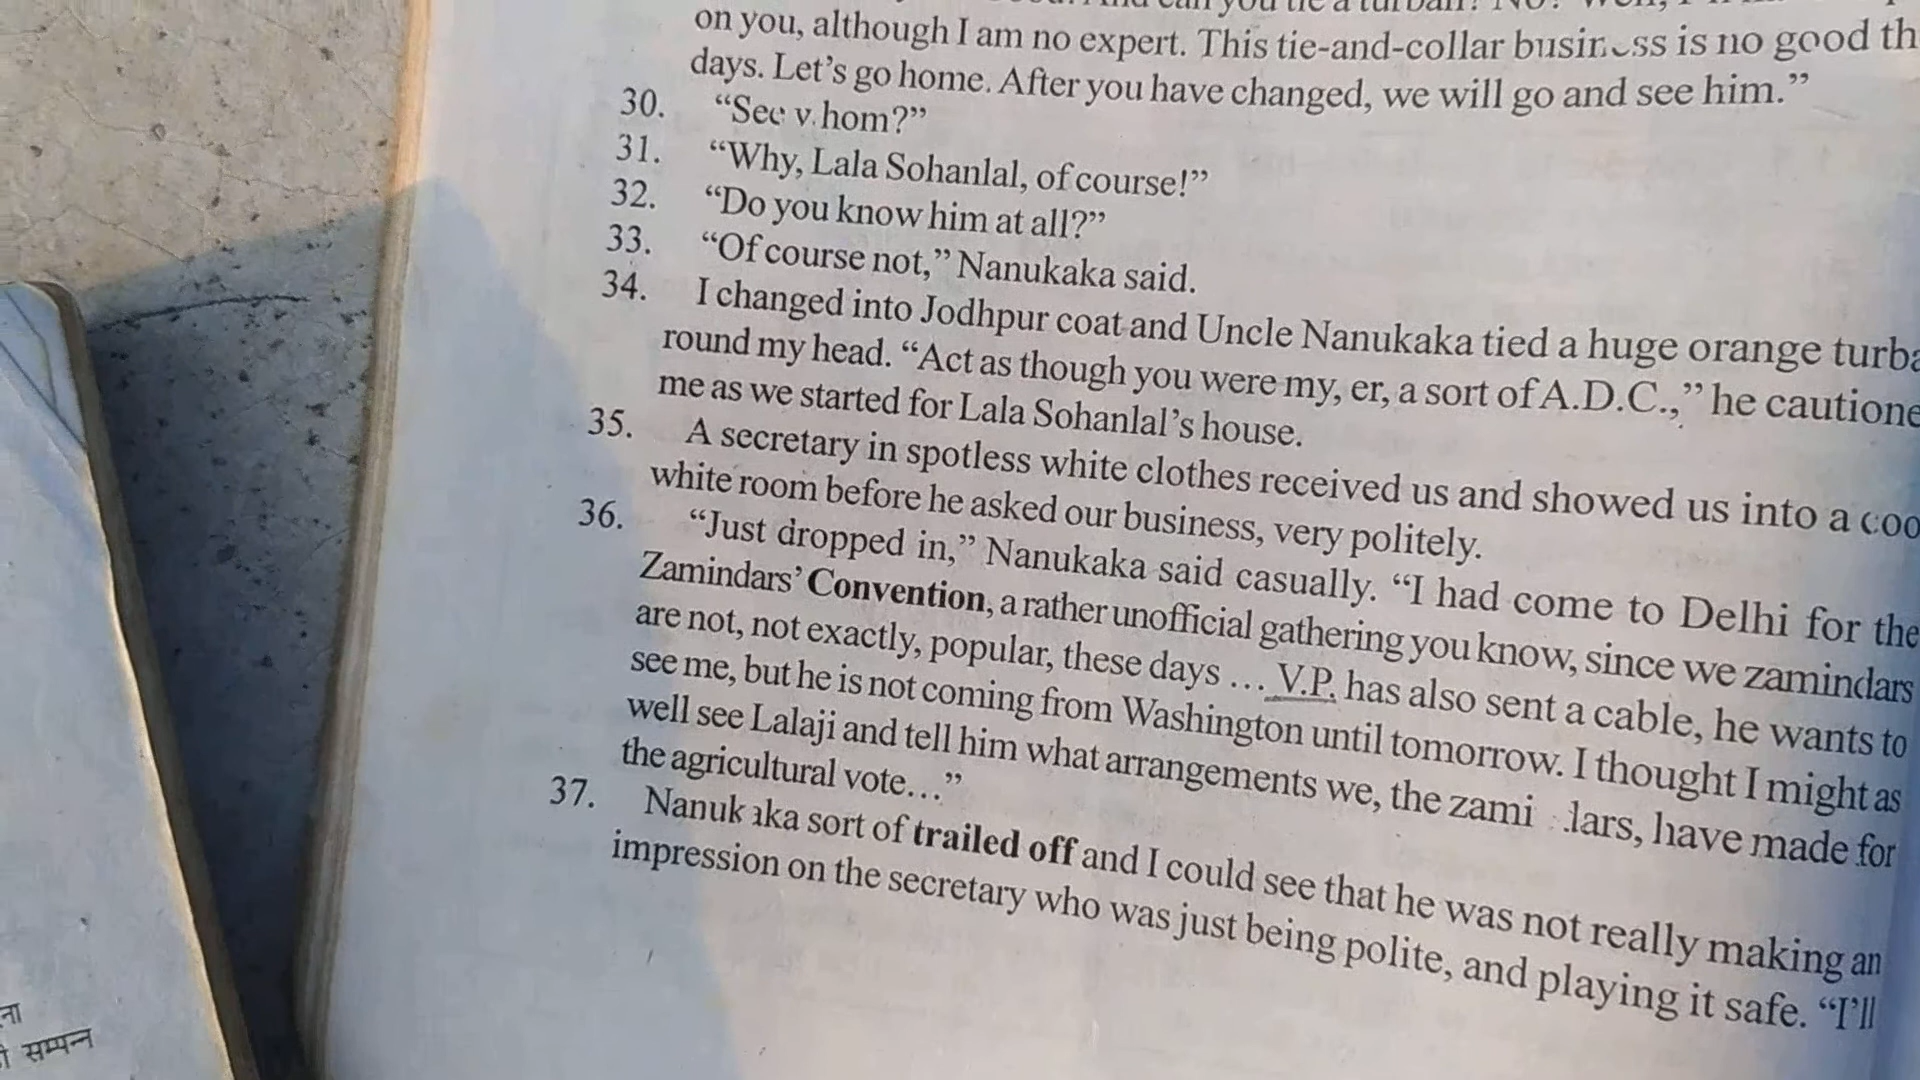 on you, although I am no expert. This tie-and-collar business is no good th
days. Let's go home. After you have changed, we will go and see him."
30. "See whom?"
31. "Why, Lala Sohanlal, of course!"
32. "Do you know him at all?"
33. "Of course not," Nanukaka said.
34. I changed into Jodhpur coat and Uncle Nanukaka tied a huge orange turba
round my head. "Act as though you were my, er, a sort of A.D.C.," he cautione
me as we started for Lala Sohanlal's house.
35. A secretary in spotless white clothes received us and showed us into a coo
white room before he asked our business, very politely.
36. "Just dropped in," Nanukaka said casually. "I had come to Delhi for the
Zamindars' Convention, a rather unofficial gathering you know, since we zamindars
are not, not exactly, popular, these days ... V.P. has also sent a cable, he wants to
see me, but he is not coming from Washington until tomorrow. I thought I might as
well see Lalaji and tell him what arrangements we, the zamindars, have made for
the agricultural vote..."
37. Nanukaka sort of trailed off and I could see that he was not really making an
impression on the secretary who was just being polite, and playing it safe. "I'll
सम्पन्न